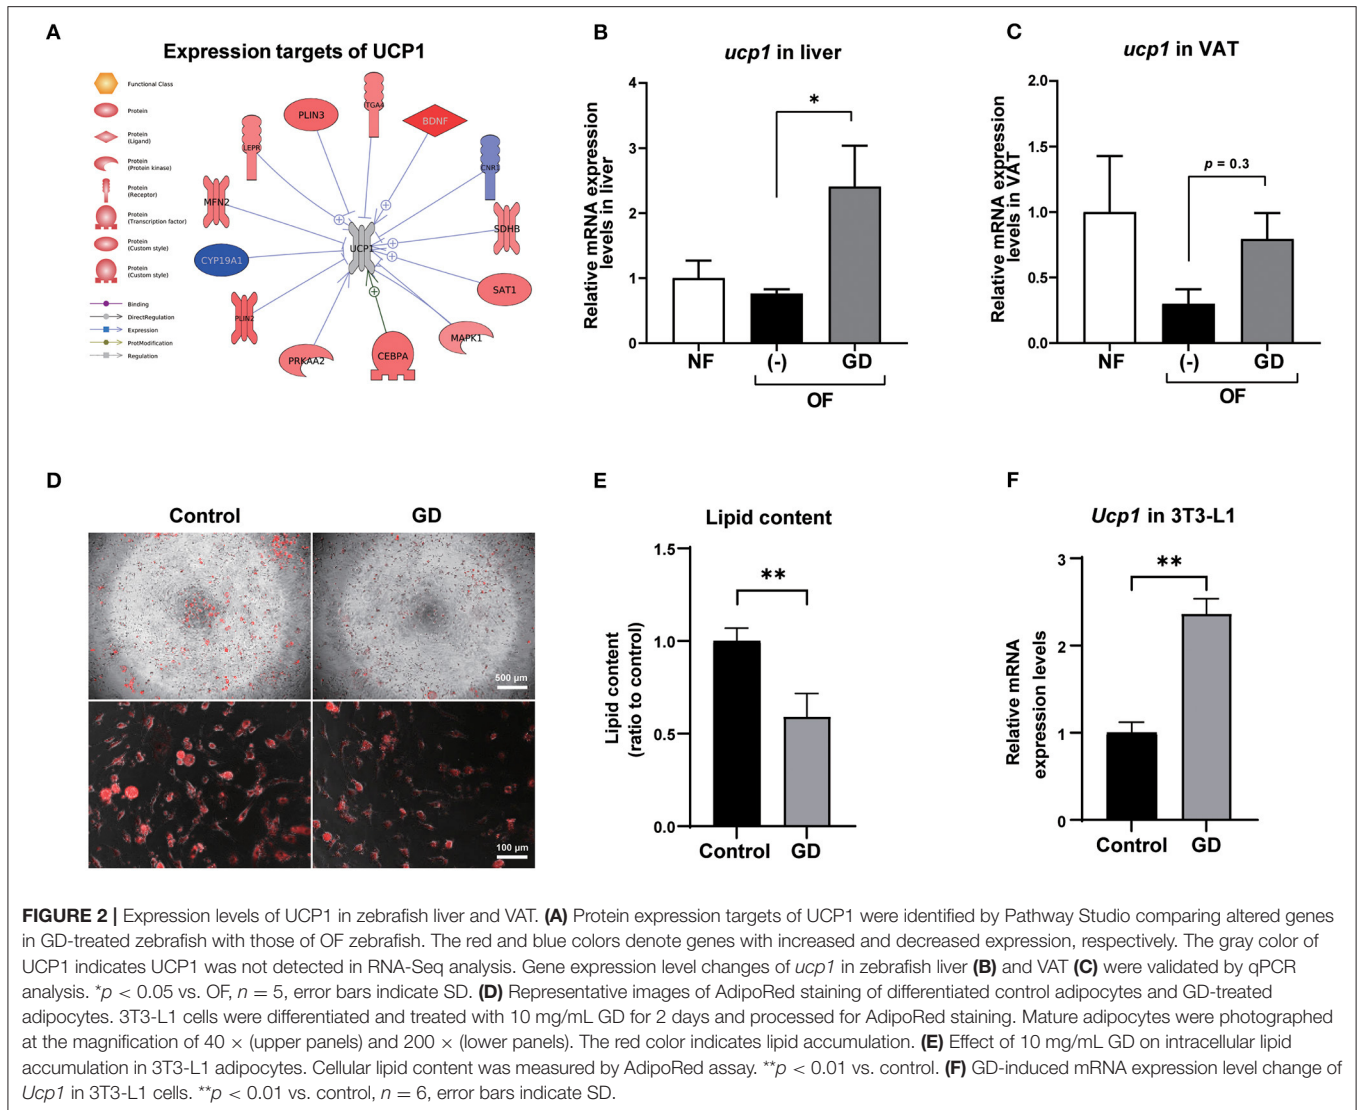 A
Expression targets of UCP1
Functional Class
Protein
Protein
(Ligand)
Protein
(Protein kinase)
Protein
(Receptor)
Protein
(Transcription factor)
Protein
(Custom style)
Protein
(Custom style)
Binding
DirectRegulation
Expression
ProtModification
Regulation
PLIN3
ITGA4
BDNF
LEPR
CNR1
MFN2
SDHB
UCP1
CYP19A1
SAT1
PLIN2
MAPK1
PRKAA2
CEBPA
B
ucp1 in liver
Relative mRNA expression
levels in liver
4
3
2
1
0
*
NF
(-)
GD
OF
C
ucp1 in VAT
Relative mRNA expression
levels in VAT
2.0
1.5
1.0
0.5
0.0
p = 0.3
NF
(-)
GD
OF
D
Control
GD
500 µm
100 µm
E
Lipid content
Lipid content
(ratio to control)
1.5
1.0
0.5
0.0
**
Control
GD
F
Ucp1 in 3T3-L1
Relative mRNA
expression levels
3
2
1
0
**
Control
GD
FIGURE 2 | Expression levels of UCP1 in zebrafish liver and VAT. (A) Protein expression targets of UCP1 were identified by Pathway Studio comparing altered genes
in GD-treated zebrafish with those of OF zebrafish. The red and blue colors denote genes with increased and decreased expression, respectively. The gray color of
UCP1 indicates UCP1 was not detected in RNA-Seq analysis. Gene expression level changes of ucp1 in zebrafish liver (B) and VAT (C) were validated by qPCR
analysis. *p < 0.05 vs. OF, n = 5, error bars indicate SD. (D) Representative images of AdipoRed staining of differentiated control adipocytes and GD-treated
adipocytes. 3T3-L1 cells were differentiated and treated with 10 mg/mL GD for 2 days and processed for AdipoRed staining. Mature adipocytes were photographed
at the magnification of 40 × (upper panels) and 200 × (lower panels). The red color indicates lipid accumulation. (E) Effect of 10 mg/mL GD on intracellular lipid
accumulation in 3T3-L1 adipocytes. Cellular lipid content was measured by AdipoRed assay. **p < 0.01 vs. control. (F) GD-induced mRNA expression level change of
Ucp1 in 3T3-L1 cells. **p < 0.01 vs. control, n = 6, error bars indicate SD.